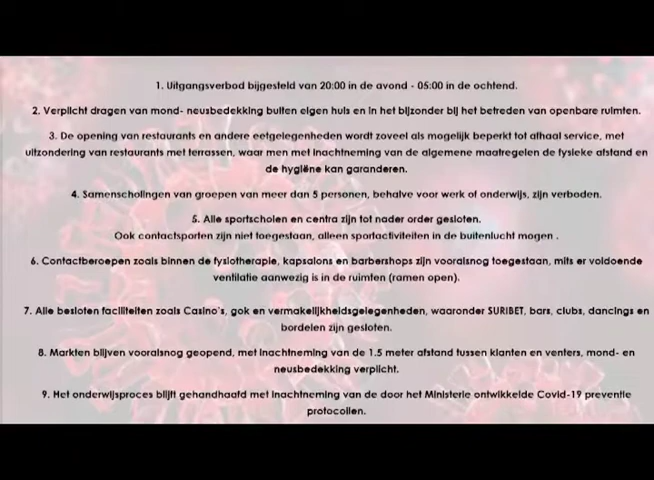 1. Uitgangsverbod bijgesteld van 20:00 in de avond - 05:00 in de ochtend.
2. Verplicht dragen van mond- neusbedekking buiten eigen huis en in het bijzonder bij het betreden van openbare ruimten.
3. De opening van restaurants en andere eetgelegenheden wordt zoveel als mogelijk beperkt tot afhaal service, met
uitzondering van restaurants met terrassen, waar men met inachtneming van de algemene maatregelen de fysieke afstand en
de hygiëne kan garanderen.
4. Samenscholingen van groepen van meer dan 5 personen, behalve voor werk of onderwijs, zijn verboden.
5. Alle sportscholen en centra zijn tot nader order gesloten.
Ook contactsporten zijn niet toegestaan, alleen sportactiviteiten in de buitenlucht mogen .
6. Contactberoepen zoals binnen de fysiotherapie, kapsalons en barbershops zijn vooralsnog toegestaan, mits er voldoende
ventilatie aanwezig is in de ruimten (ramen open).
7. Alle besloten faciliteiten zoals Casino's, gok en vermakelijkheidsgelegenheden, waaronder SURIBET, bars, clubs, dancings en
bordelen zijn gesloten.
8. Markten blijven vooralsnog geopend, met inachtneming van de 1.5 meter afstand tussen klanten en venters, mond- en
neusbedekking verplicht.
9. Het onderwijsproces blijft gehandhaafd met inachtneming van de door het Ministerie ontwikkelde Covid-19 preventie
protocollen.